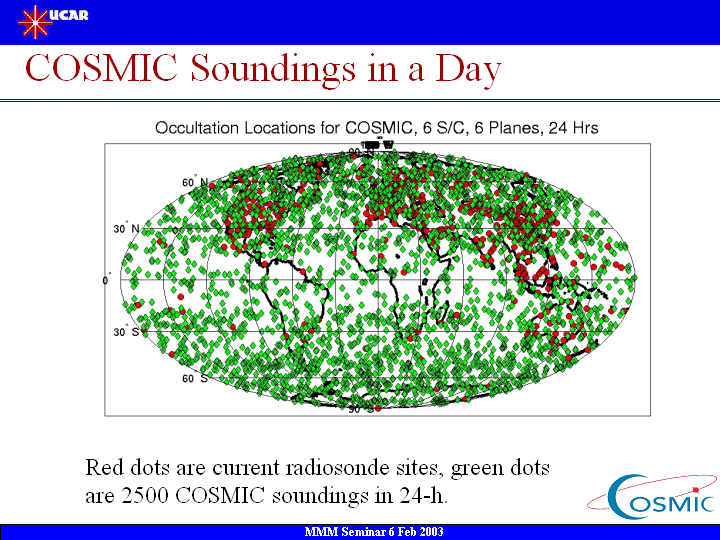 UCAR
COSMIC Soundings in a Day
Occultation Locations for COSMIC, 6 S/C, 6 Planes, 24 Hrs
90° N
60° N
30° N
0°
30° S
60° S
90° S
Red dots are current radiosonde sites, green dots
are 2500 COSMIC soundings in 24-h.
COSMIC
MMM Seminar 6 Feb 2003